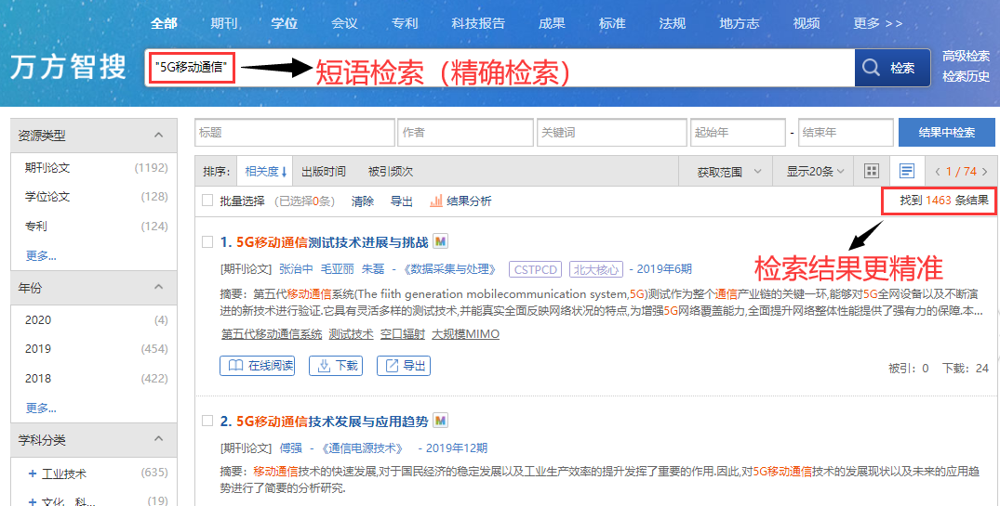 全部 期刊 学位 会议 专利 科技报告 成果 标准 法规 地方志 视频 更多 >>
万方智搜 "5G移动通信" 短语检索（精确检索） 检索 高级检索
检索历史
资源类型 标题 作者 关键词 起始年 - 结束年 结果中检索
期刊论文 (1192)
学位论文 (128)
专利 (124)
更多...
年份
2020 (4)
2019 (454)
2018 (422)
更多...
学科分类
+ 工业技术 (635)
+ 文化、科... (19)
排序: 相关度↓ 出版时间 被引频次 获取范围 显示20条 < 1 / 74 >
批量选择 (已选择0条) 清除 导出 结果分析 找到 1463 条结果
检索结果更精准
1. 5G移动通信测试技术进展与挑战 M
[期刊论文] 张治中 毛亚丽 朱磊 - 《数据采集与处理》 CSTPCD 北大核心 - 2019年6期
摘要：第五代移动通信系统(The fiith generation mobilecommunication system,5G)测试作为整个通信产业链的关键一环,能够对5G全网设备以及不断演
进的新技术进行验证.它具有灵活多样的测试技术,并能真实全面反映网络状况的特点,为增强5G网络覆盖能力,全面提升网络整体性能提供了强有力的保障.本...
第五代移动通信系统 测试技术 空口辐射 大规模MIMO
在线阅读 下载 导出 被引：0 下载：24
2. 5G移动通信技术发展与应用趋势 M
[期刊论文] 傅强 - 《通信电源技术》 - 2019年12期
摘要：移动通信技术的快速发展,对于国民经济的稳定发展以及工业生产效率的提升发挥了重要的作用.因此,对5G移动通信技术的发展现状以及未来的应用趋
势进行了简要的分析研究.